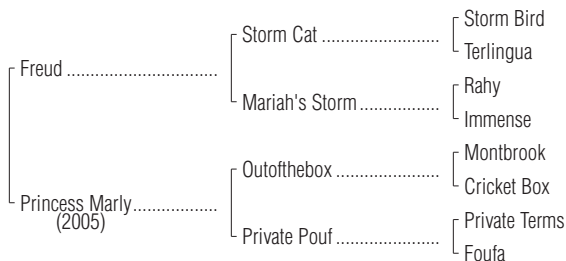 Storm Bird
Storm Cat ..............................
Terlingua
Freud ......................................
Rahy
Mariah's Storm ....................
Immense
Montbrook
Outofthebox ..........................
Cricket Box
Princess Marly .....................
(2005)
Private Terms
Private Pouf ..........................
Foufa